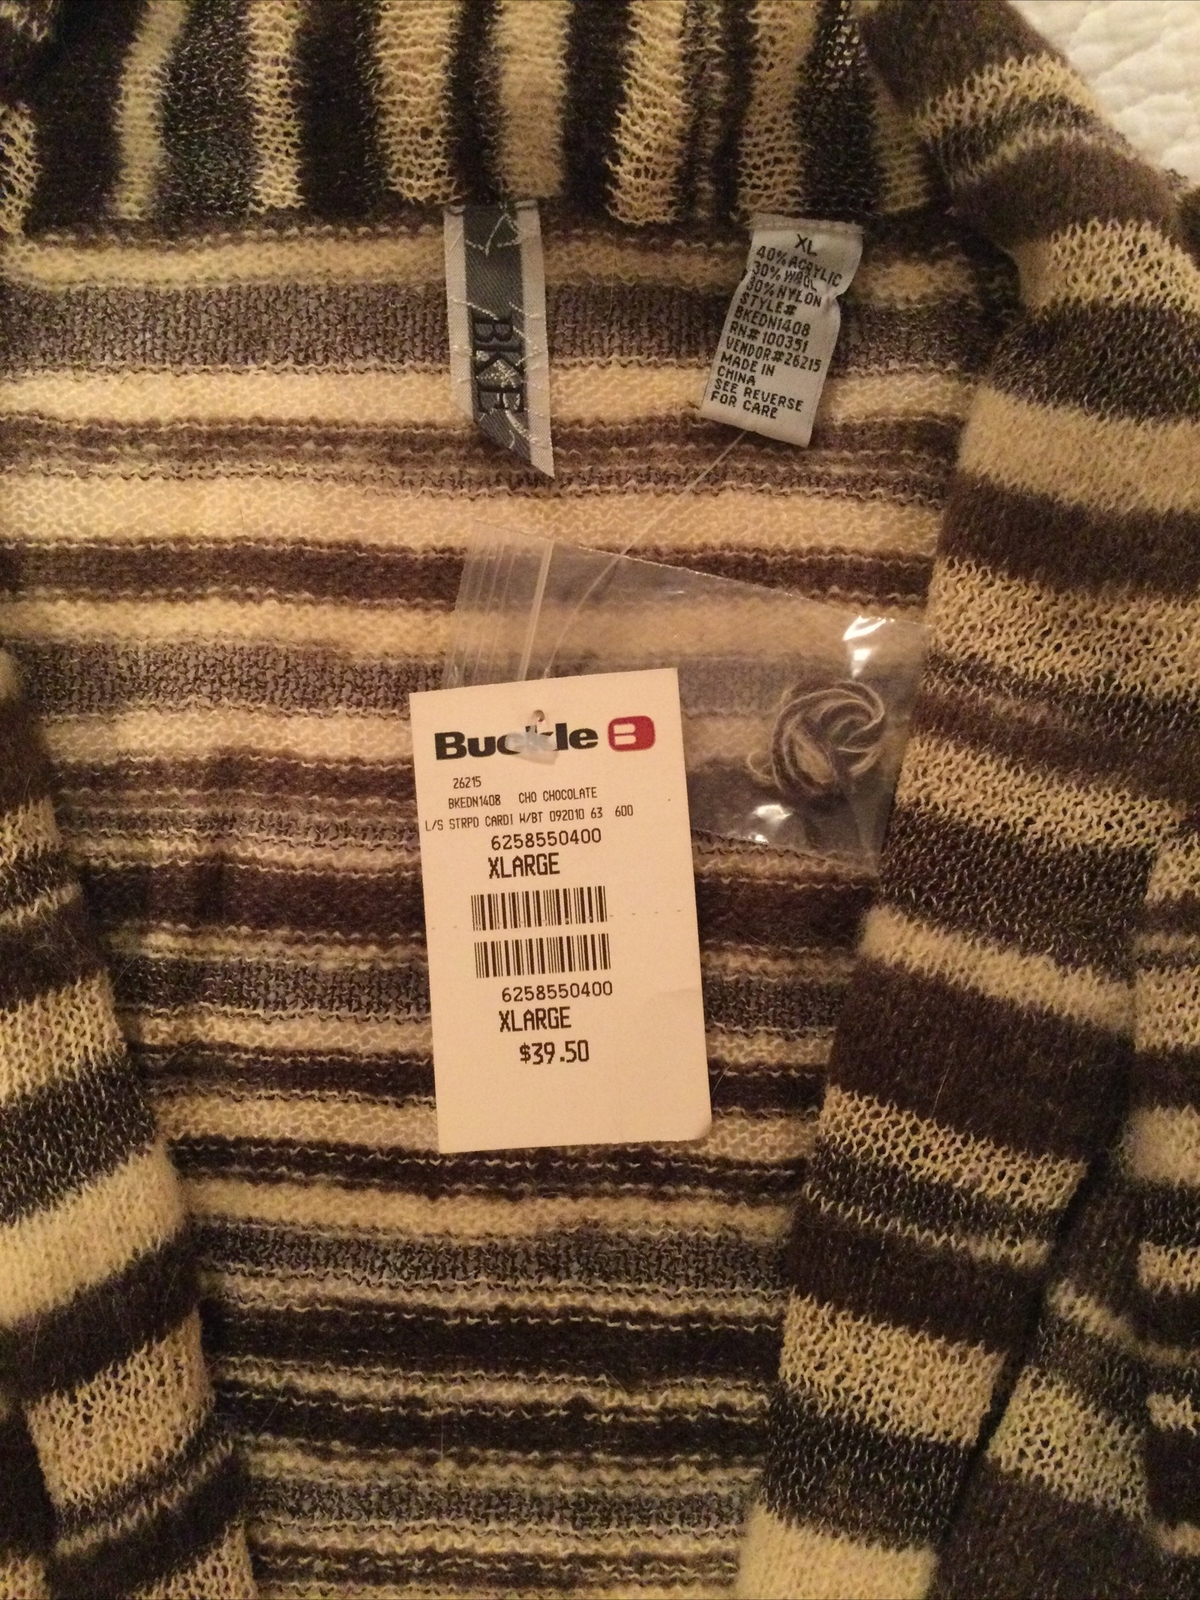 BKE
XL
40% ACRYLIC
30% WOOL
30% NYLON
STYLE#
BKEDN1408
RN# 100351
VENDOR#26215
MADE IN
CHINA
SEE REVERSE
FOR CARE
Buckle B
26215
BKEDN1408 CHO CHOCOLATE
L/S STRPD CARDI W/BT 092010 63 600
6258550400
XLARGE
6258550400
XLARGE
$39.50